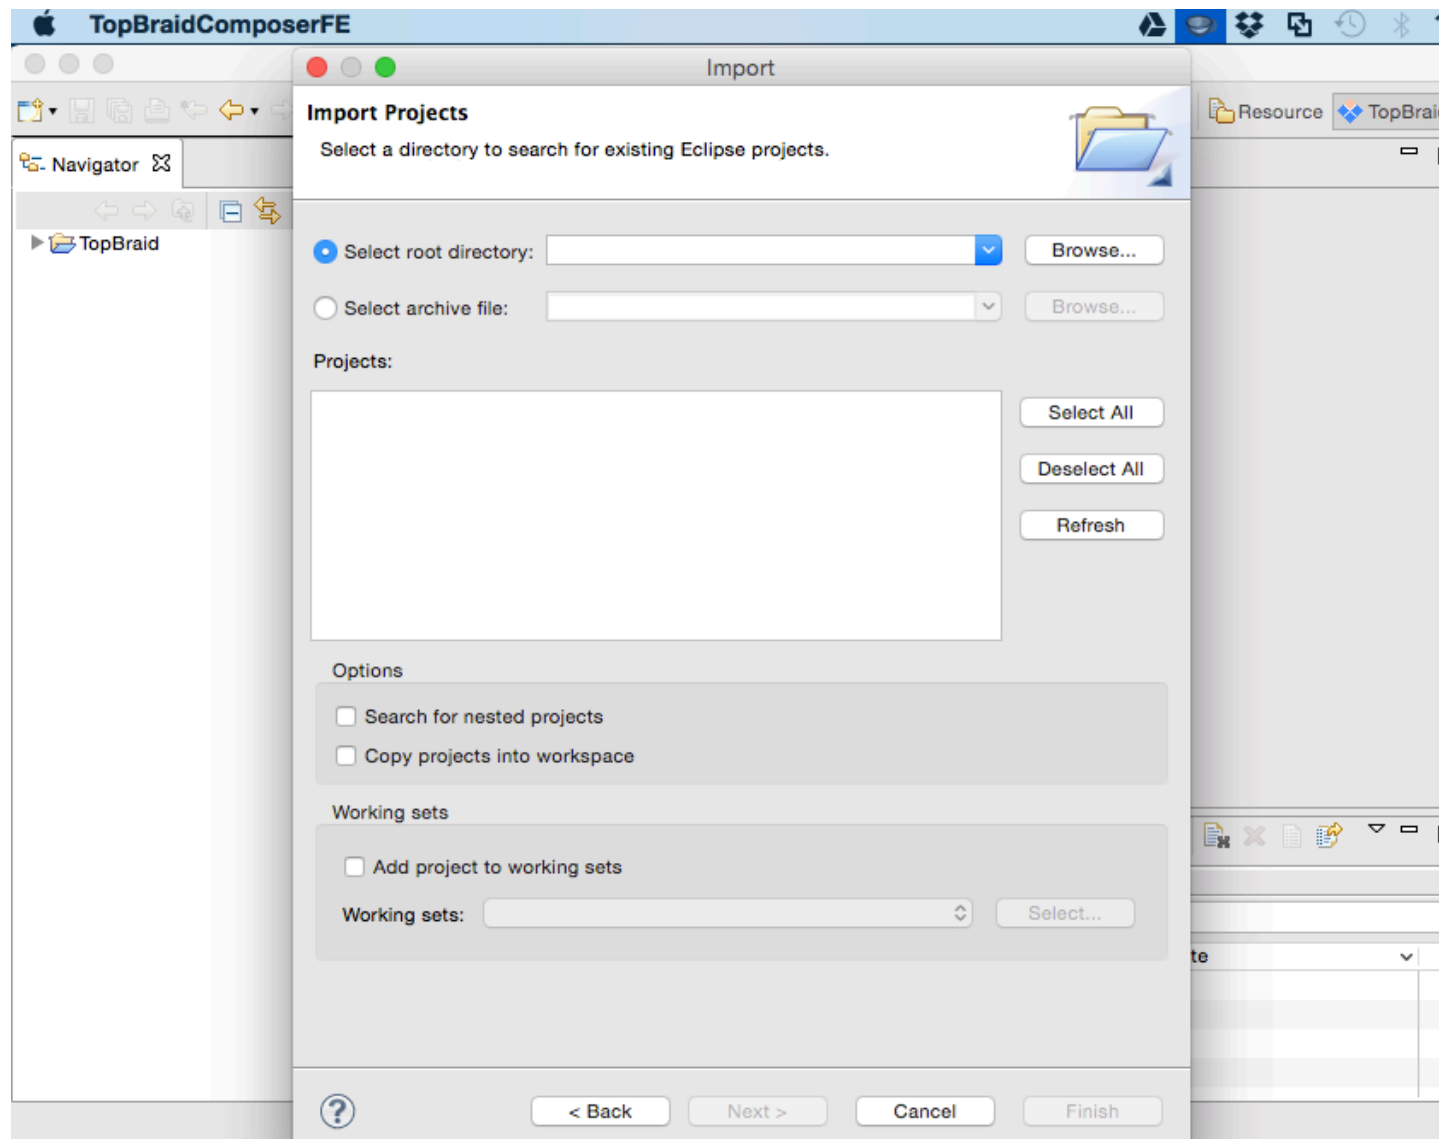 TopBraidComposerFE
Import
Import Projects
Select a directory to search for existing Eclipse projects.
Resource
TopBrai
Navigator
TopBraid
Select root directory:
Browse...
Select archive file:
Browse...
Projects:
Select All
Deselect All
Refresh
Options
Search for nested projects
Copy projects into workspace
Working sets
Add project to working sets
Working sets:
Select...
te
?
< Back
Next >
Cancel
Finish